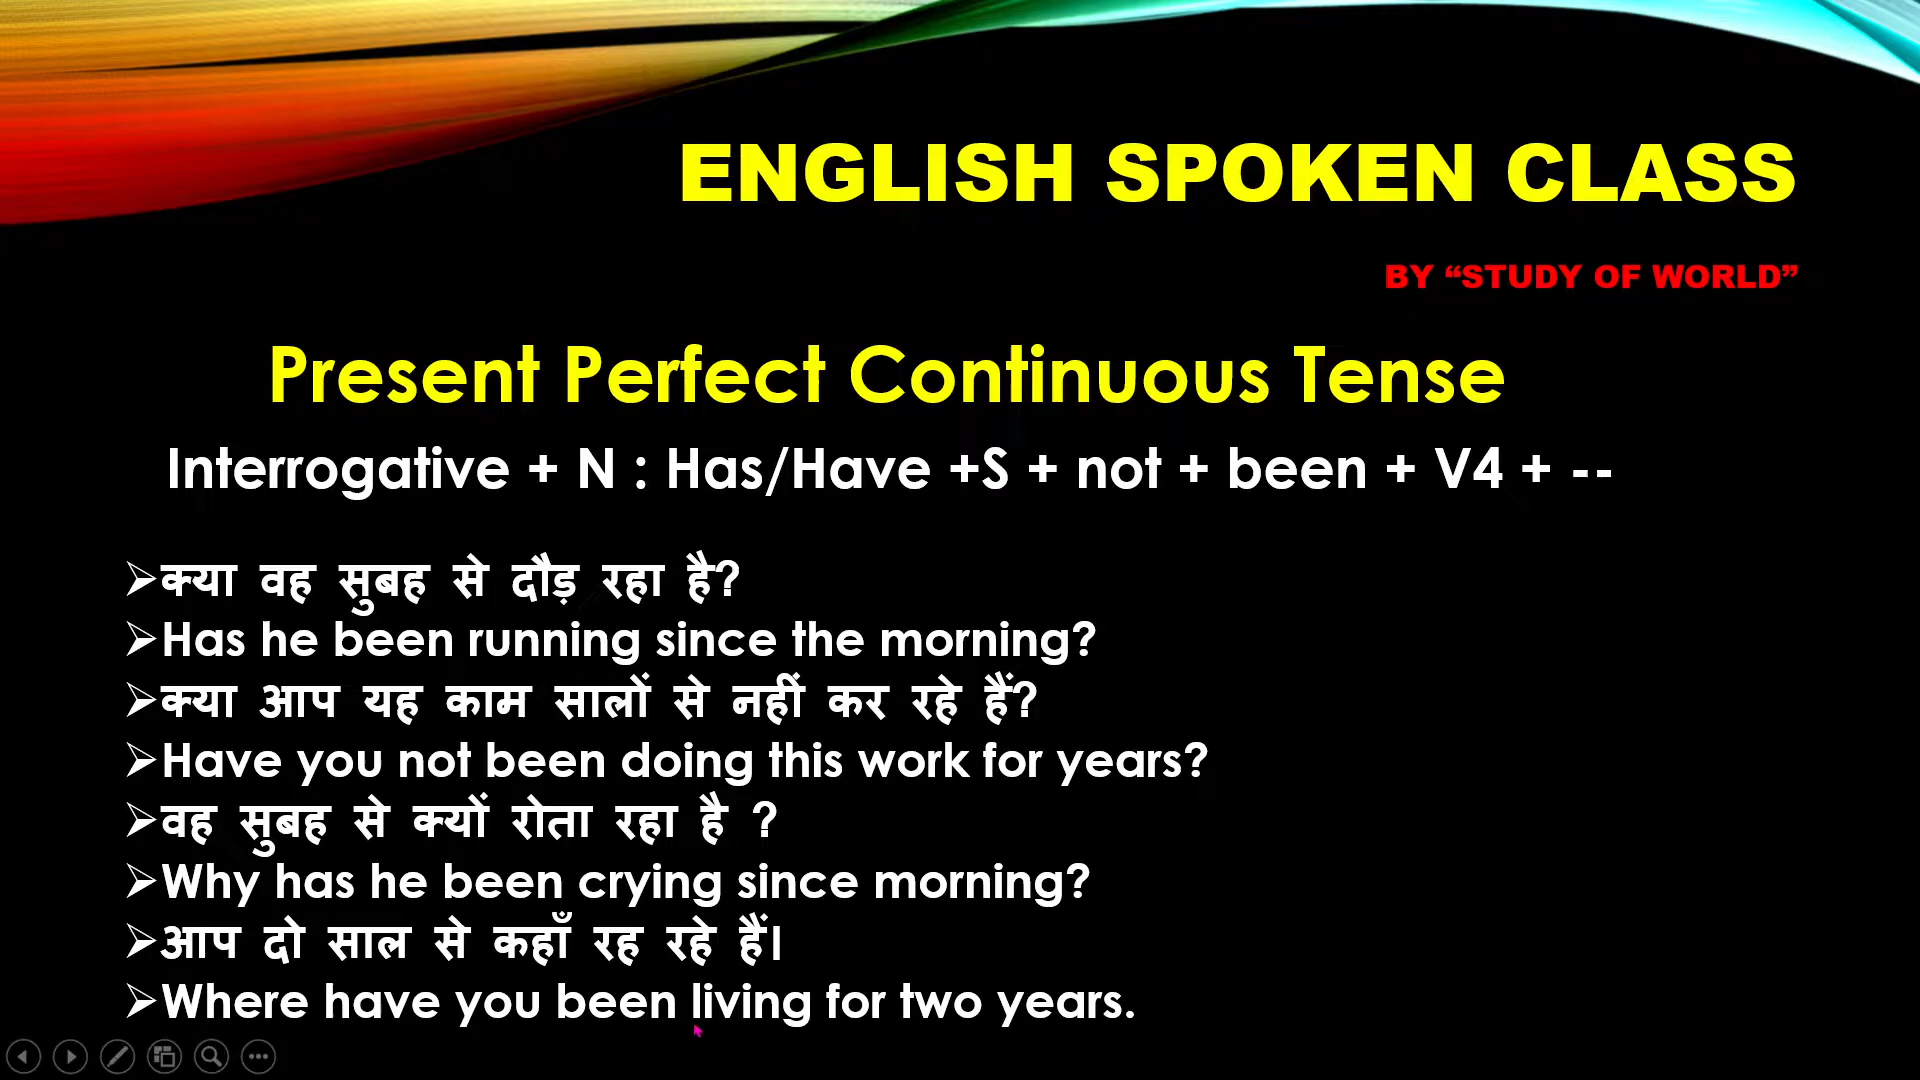 ENGLISH SPOKEN CLASS
BY “STUDY OF WORLD”
Present Perfect Continuous Tense
Interrogative + N : Has/Have +S + not + been + V4 + --
➢क्या वह सुबह से दौड़ रहा है?
➢Has he been running since the morning?
➢क्या आप यह काम सालों से नहीं कर रहे हैं?
➢Have you not been doing this work for years?
➢वह सुबह से क्यों रोता रहा है ?
➢Why has he been crying since morning?
➢आप दो साल से कहाँ रह रहे हैं।
➢Where have you been living for two years.